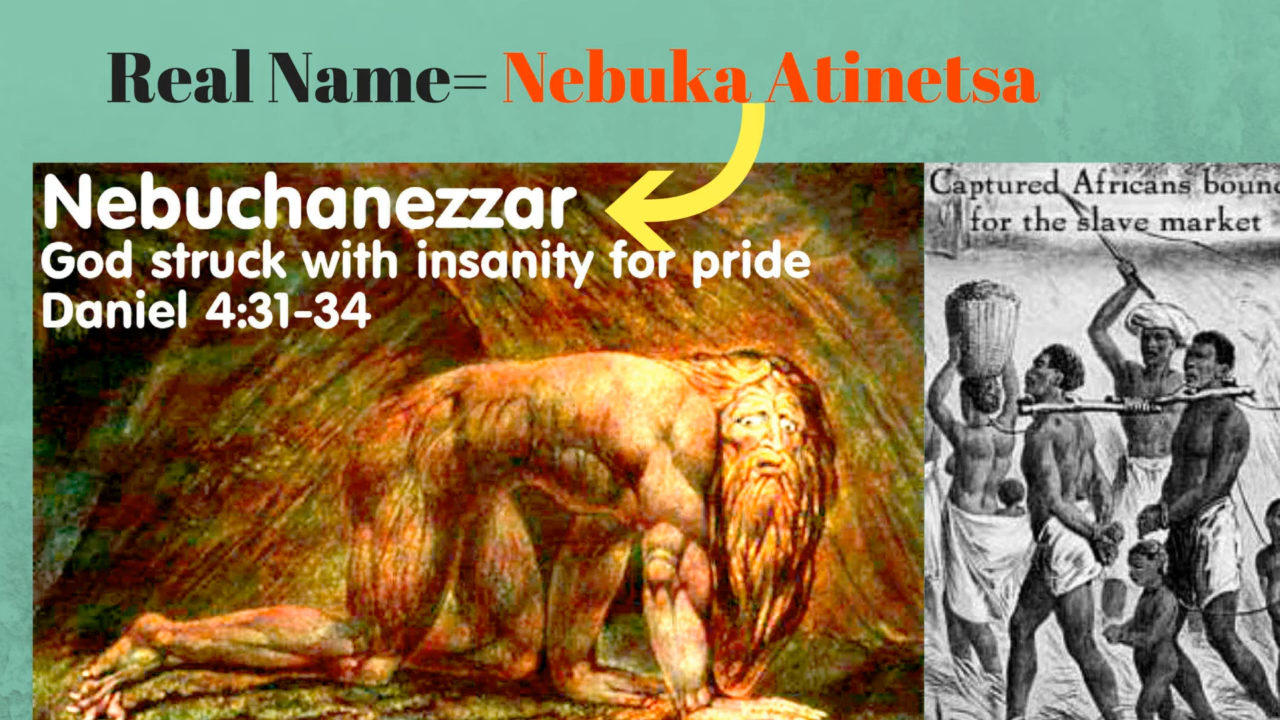 Real Name= Nebuka Atinetsa
Nebuchanezzar
God struck with insanity for pride
Daniel 4:31-34
Captured Africans boun
for the slave market